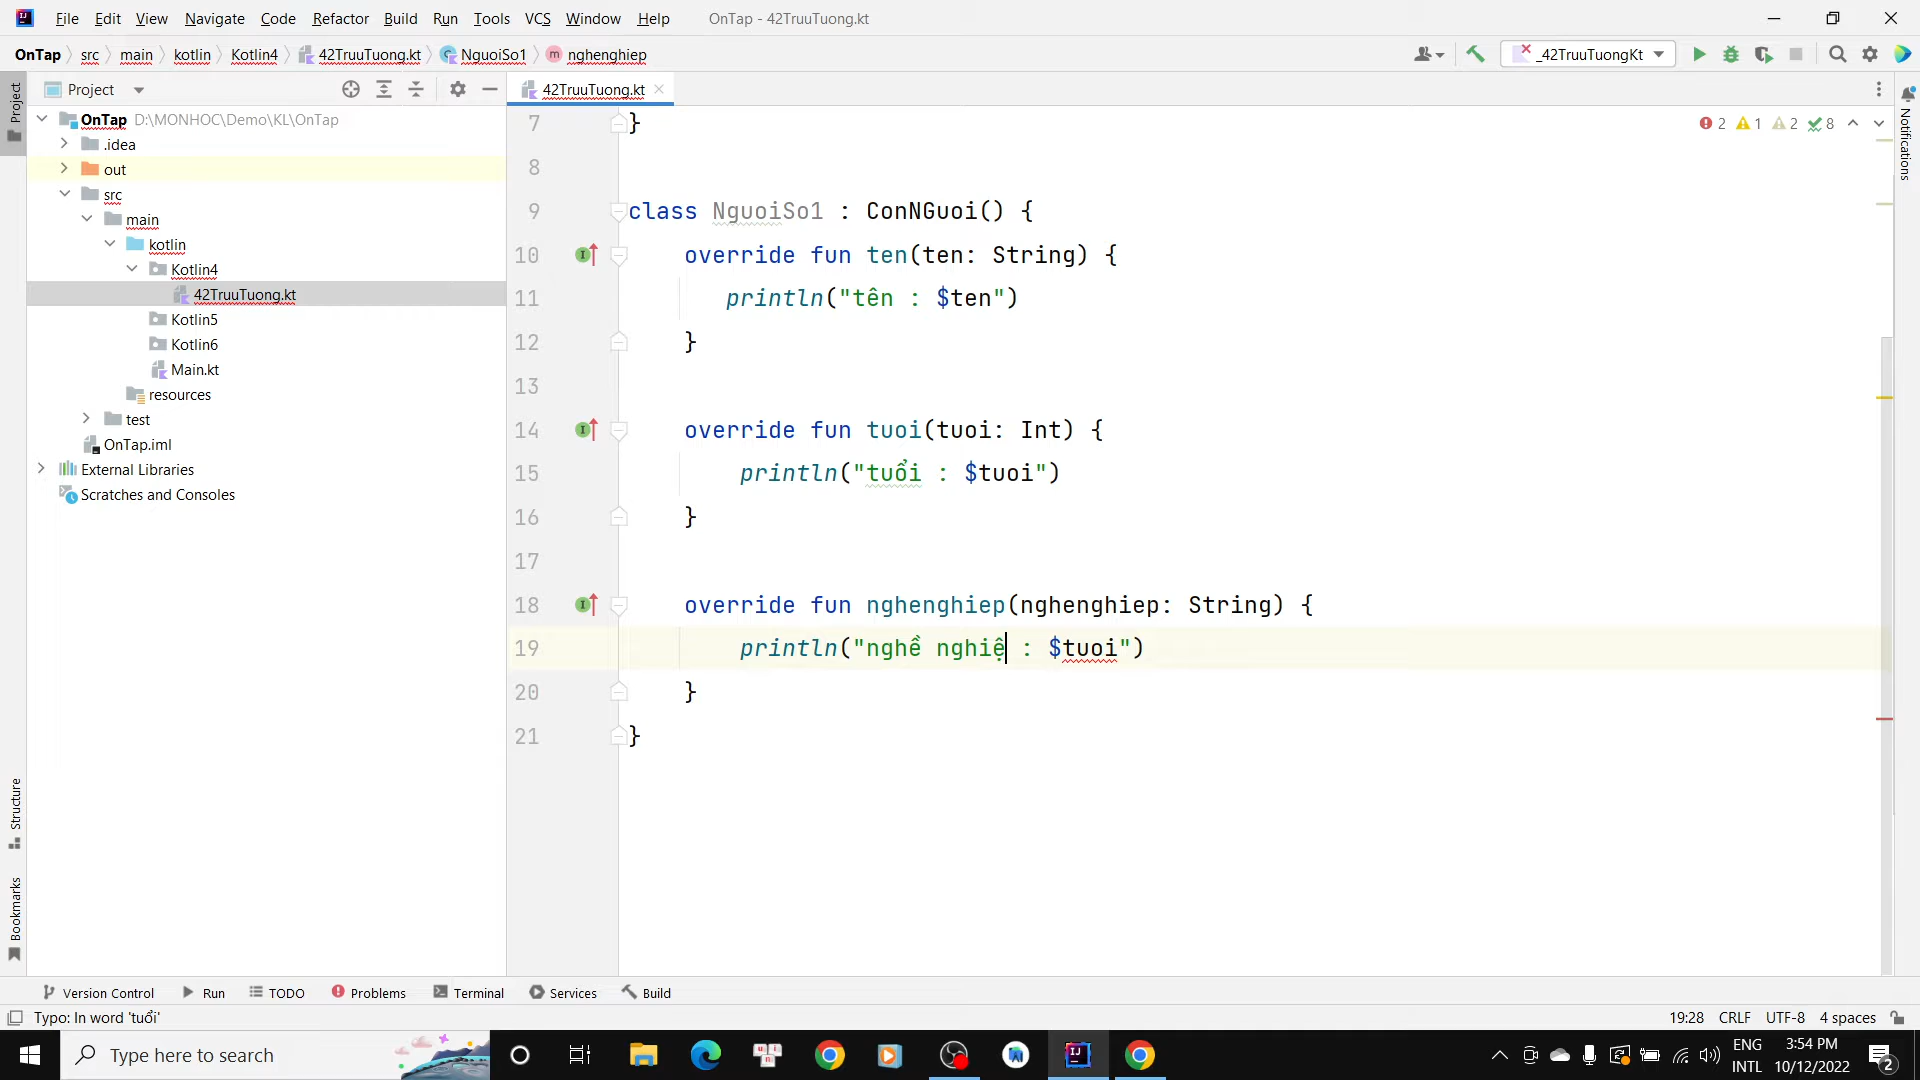 File Edit View Navigate Code Refactor Build Run Tools VCS Window Help OnTap - 42TruuTuong.kt
OnTap src main kotlin Kotlin4 42TruuTuong.kt NguoiSo1 nghenghiep _42TruuTuongKt
Project 42TruuTuong.kt
OnTap D:\MONHOC\Demo\KL\OnTap
.idea
out
src
main
kotlin
Kotlin4
42TruuTuong.kt
Kotlin5
Kotlin6
Main.kt
resources
test
OnTap.iml
External Libraries
Scratches and Consoles
Project
Structure
Bookmarks
2 1 2 8
7 }
8
9 class NguoiSo1 : ConNGuoi() {
10 override fun ten(ten: String) {
11 println("tên : $ten")
12 }
13
14 override fun tuoi(tuoi: Int) {
15 println("tuổi : $tuoi")
16 }
17
18 override fun nghenghiep(nghenghiep: String) {
19 println("nghề nghiệ : $tuoi")
20 }
21 }
Notifications
Version Control Run TODO Problems Terminal Services Build
Typo: In word 'tuổi' 19:28 CRLF UTF-8 4 spaces
Type here to search
ENG
INTL
3:54 PM
10/12/2022
2